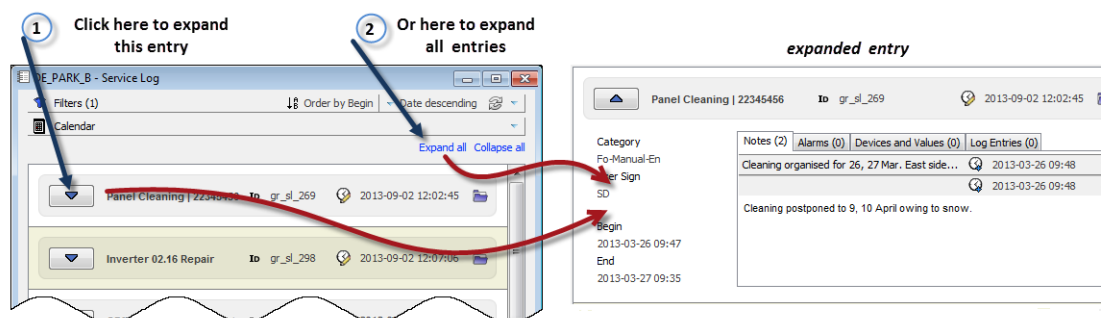 1 Click here to expand this entry
2 Or here to expand all entries
expanded entry
DE_PARK_B - Service Log
Filters (1) Order by Begin Date descending
Calendar
Expand all Collapse all
Panel Cleaning | 22345456 ID gr_sl_269 2013-09-02 12:02:45
Inverter 02.16 Repair ID gr_sl_298 2013-09-02 12:07:06
Panel Cleaning | 22345456 ID gr_sl_269 2013-09-02 12:02:45
Category
Fo-Manual-En
User Sign
SD
Begin
2013-03-26 09:47
End
2013-03-27 09:35
Notes (2) Alarms (0) Devices and Values (0) Log Entries (0)
Cleaning organised for 26, 27 Mar. East side... 2013-03-26 09:48
2013-03-26 09:48
Cleaning postponed to 9, 10 April owing to snow.